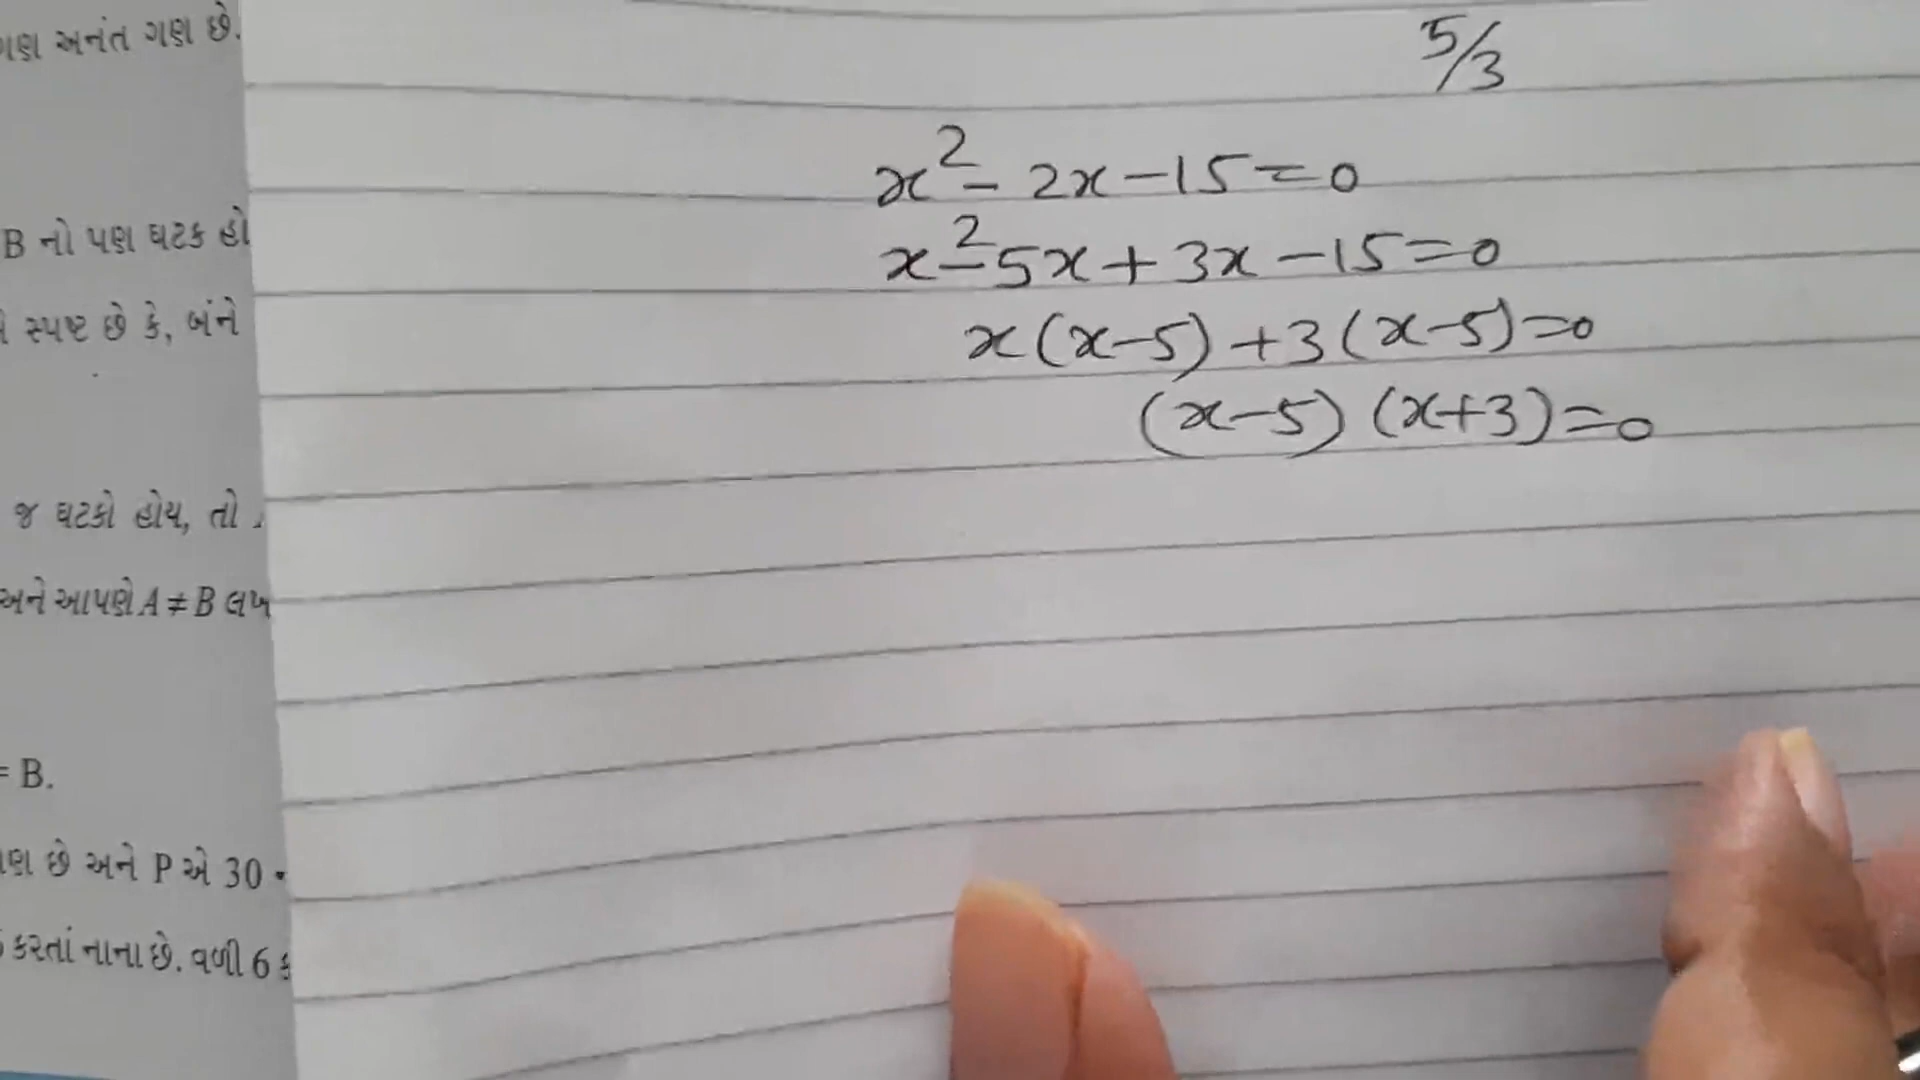 ગણ અનંત ગણ છે.
B નો પણ ઘટક હો
સ્પષ્ટ છે કે, બંને
જ ઘટકો હોય, તો
અને આપણે A ≠ B લખ
= B.
છે અને P એ 30
કરતાં નાના છે. વળી 6
5/3
x² - 2x - 15 = 0
x² - 5x + 3x - 15 = 0
x(x-5) + 3(x-5) = 0
(x-5) (x+3) = 0